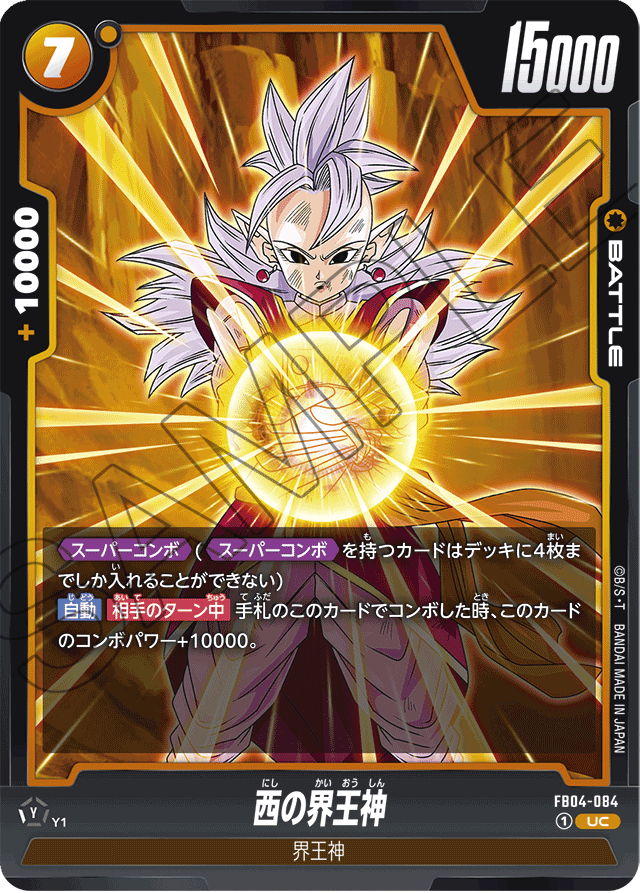 7
15000
+ 10000
BATTLE
SAMPLE
スーパーコンボ ( スーパーコンボ を持つカードはデッキに4枚ま
でしか入れることができない)
自動 相手のターン中 手札のこのカードでコンボした時、このカード
のコンボパワー+10000。
©B/S・T BANDAI MADE IN JAPAN
西の界王神
FB04-084
Y Y1
1 UC
界王神